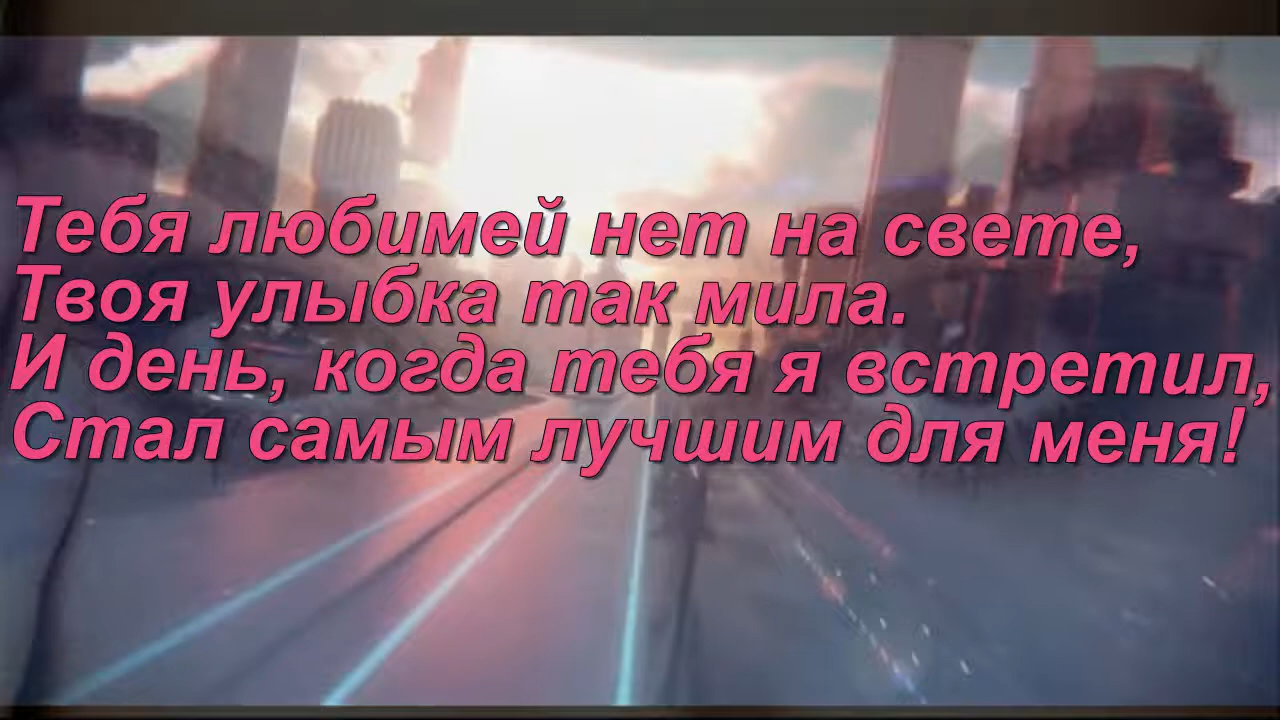 Тебя любимей нет на свете,
Твоя улыбка так мила.
И день, когда тебя я встретил,
Стал самым лучшим для меня!